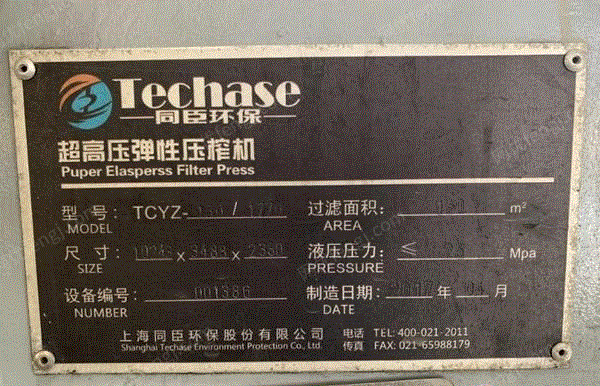 Techase
同臣环保
超高压弹性压榨机
Puper Elasperss Filter Press
型 号: TCYZ- / 过滤面积: m²
MODEL AREA
尺 寸: 液压压力: ≤ Mpa
SIZE PRESSURE
设备编号: 001386 制造日期: 年 月
NUMBER DATE
上海同臣环保股份有限公司 电话 TEL: 400-021-2011
Shanghai Techase Environment Protection Co., Ltd. 传真 FAX: 021-65988179